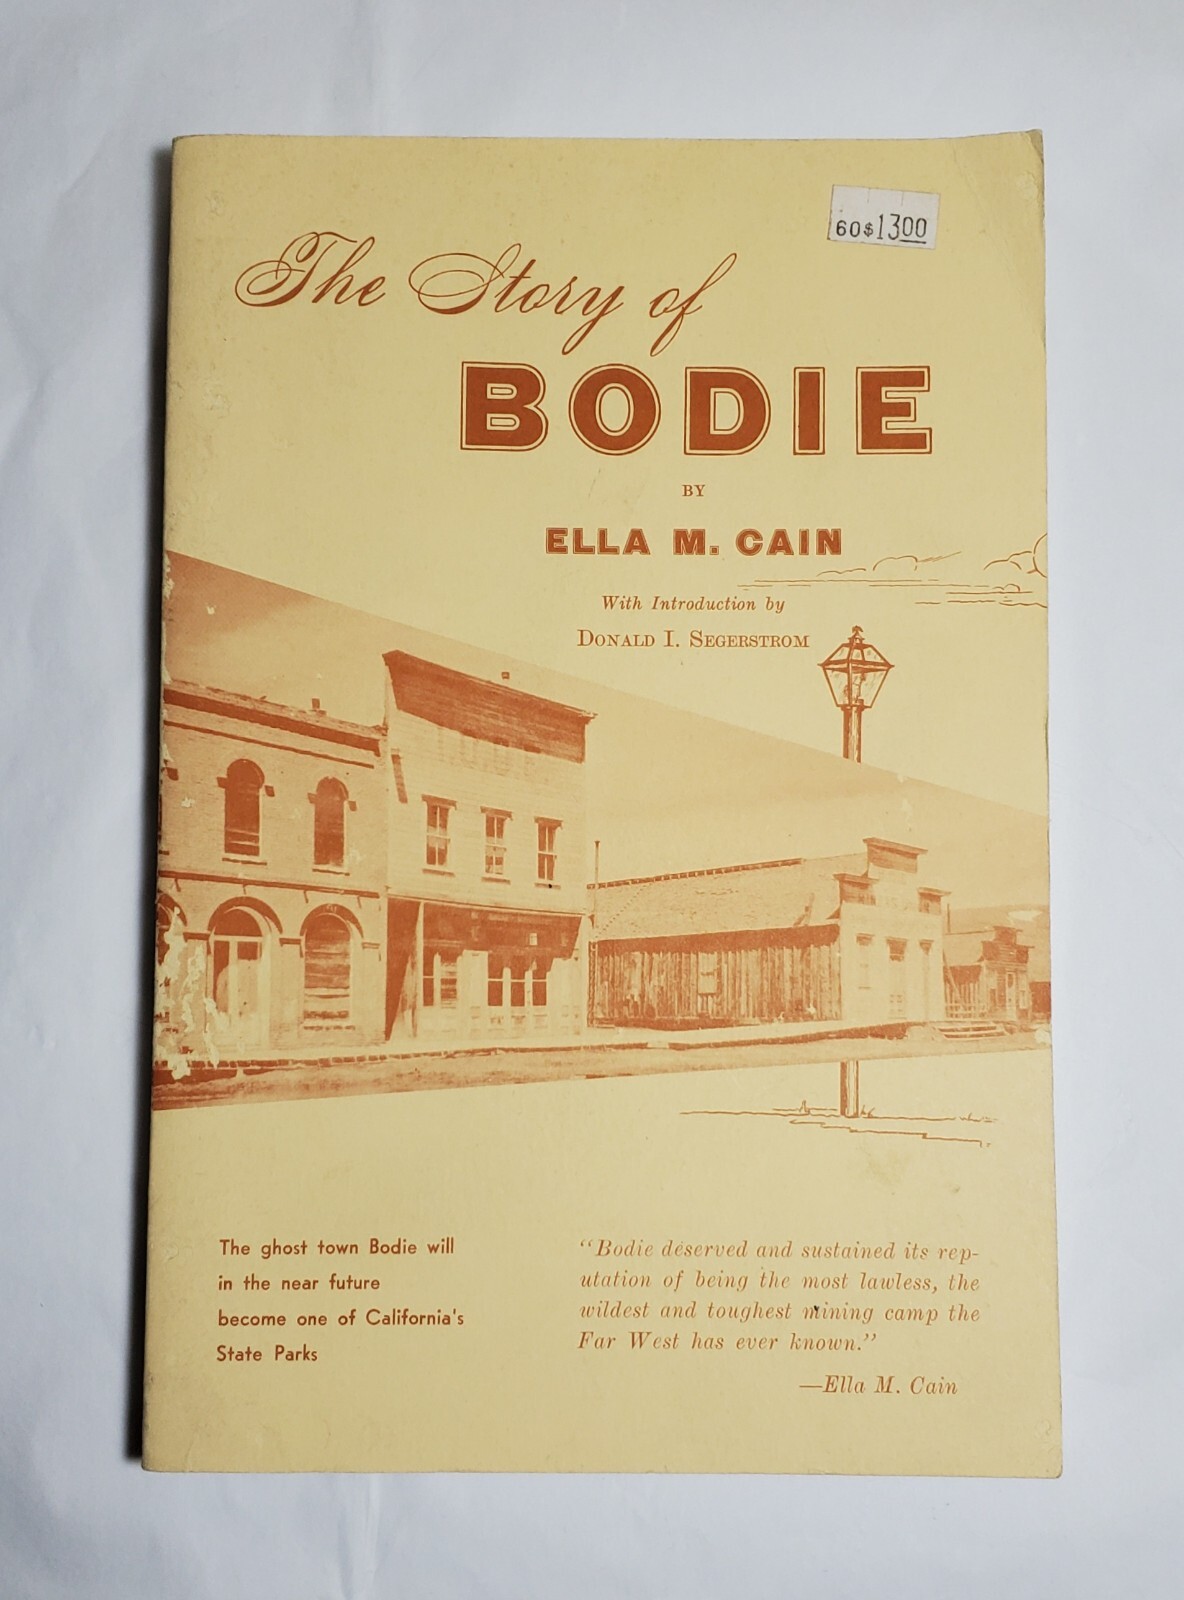 60$13.00
The Story of
BODIE
BY
ELLA M. CAIN
With Introduction by
DONALD I. SEGERSTROM
The ghost town Bodie will
in the near future
become one of California's
State Parks
"Bodie deserved and sustained its rep-
utation of being the most lawless, the
wildest and toughest mining camp the
Far West has ever known."
—Ella M. Cain